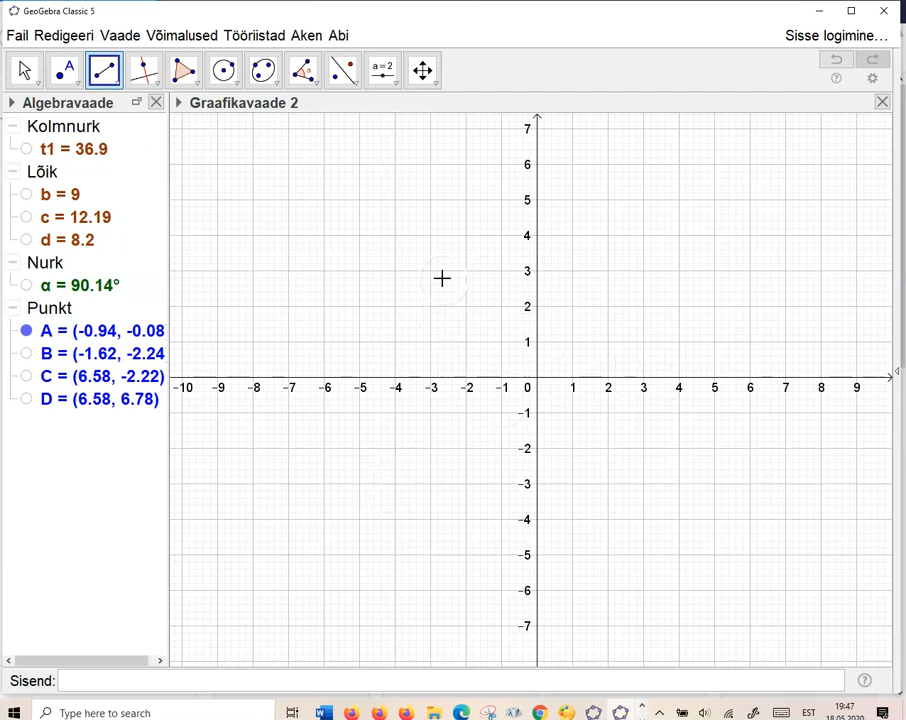 GeoGebra Classic 5
Fail Redigeeri Vaade Võimalused Tööriistad Aken Abi
Sisse logimine...
A
α
a=2
Algebravaade
Graafikavaade 2
Kolmnurk
t1 = 36.9
Lõik
b = 9
c = 12.19
d = 8.2
Nurk
α = 90.14°
Punkt
A = (-0.94, -0.08
B = (-1.62, -2.24
C = (6.58, -2.22)
D = (6.58, 6.78)
7
6
5
4
3
2
1
−10 −9 −8 −7 −6 −5 −4 −3 −2 −1 0 1 2 3 4 5 6 7 8 9
−1
−2
−3
−4
−5
−6
−7
Sisend:
Type here to search
EST
19:47
18.05.2020